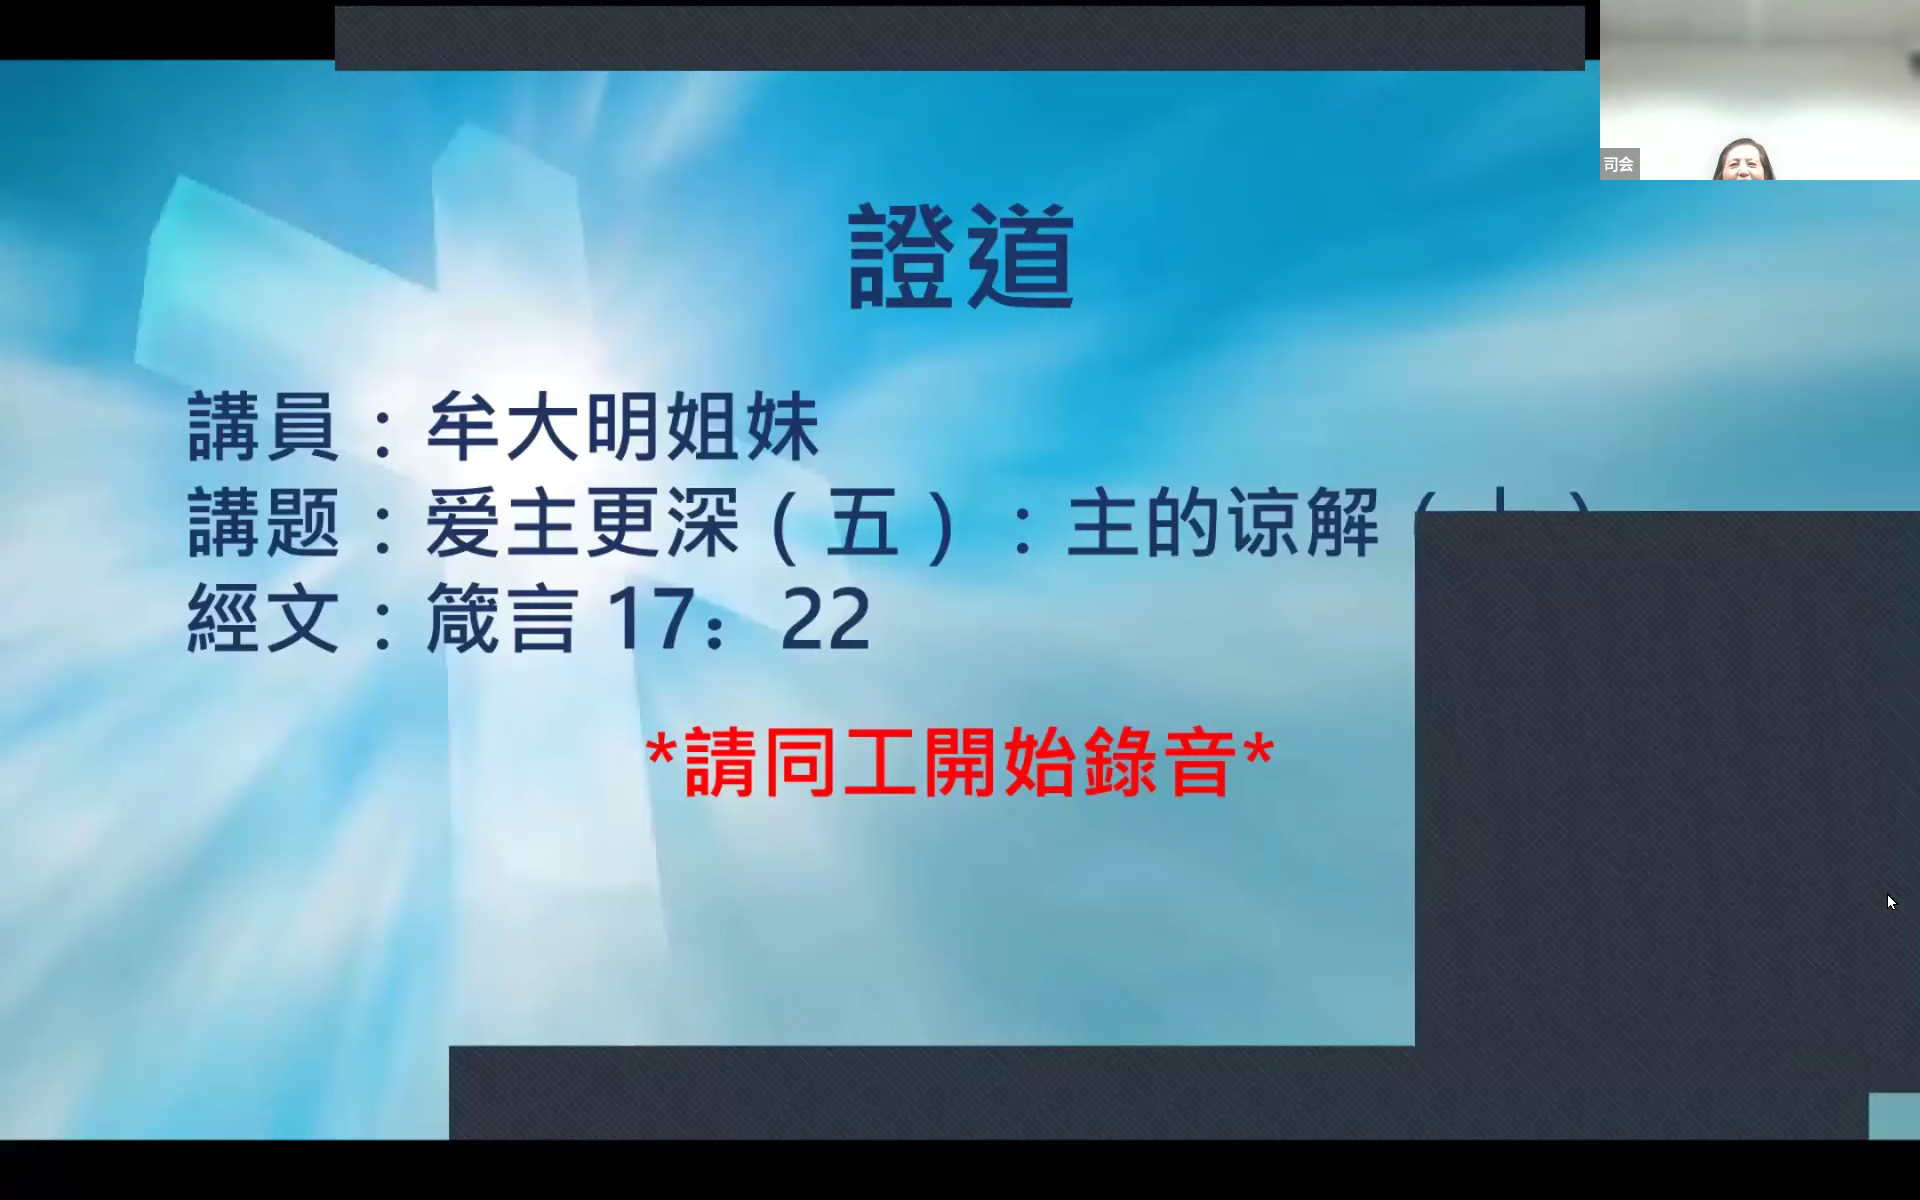 司会
證道
講員：牟大明姐妹
講题：爱主更深（五）：主的谅解
經文：箴言 17：22
*請同工開始錄音*